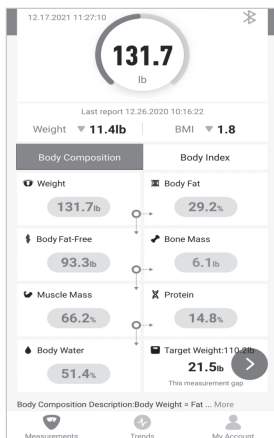 12.17.2021 11:27:10
131.7
lb
Last report 12.26.2020 10:16:22
Weight ▼ 11.4lb BMI ▼ 1.8
Body Composition Body Index
Weight Body Fat
131.7lb 29.2%
Body Fat-Free Bone Mass
93.3lb 6.1lb
Muscle Mass Protein
66.2% 14.8%
Body Water Target Weight:110.2lb
51.4% 21.5lb
This measurement gap
Body Composition Description:Body Weight = Fat ... More
Measurements Trends My Account